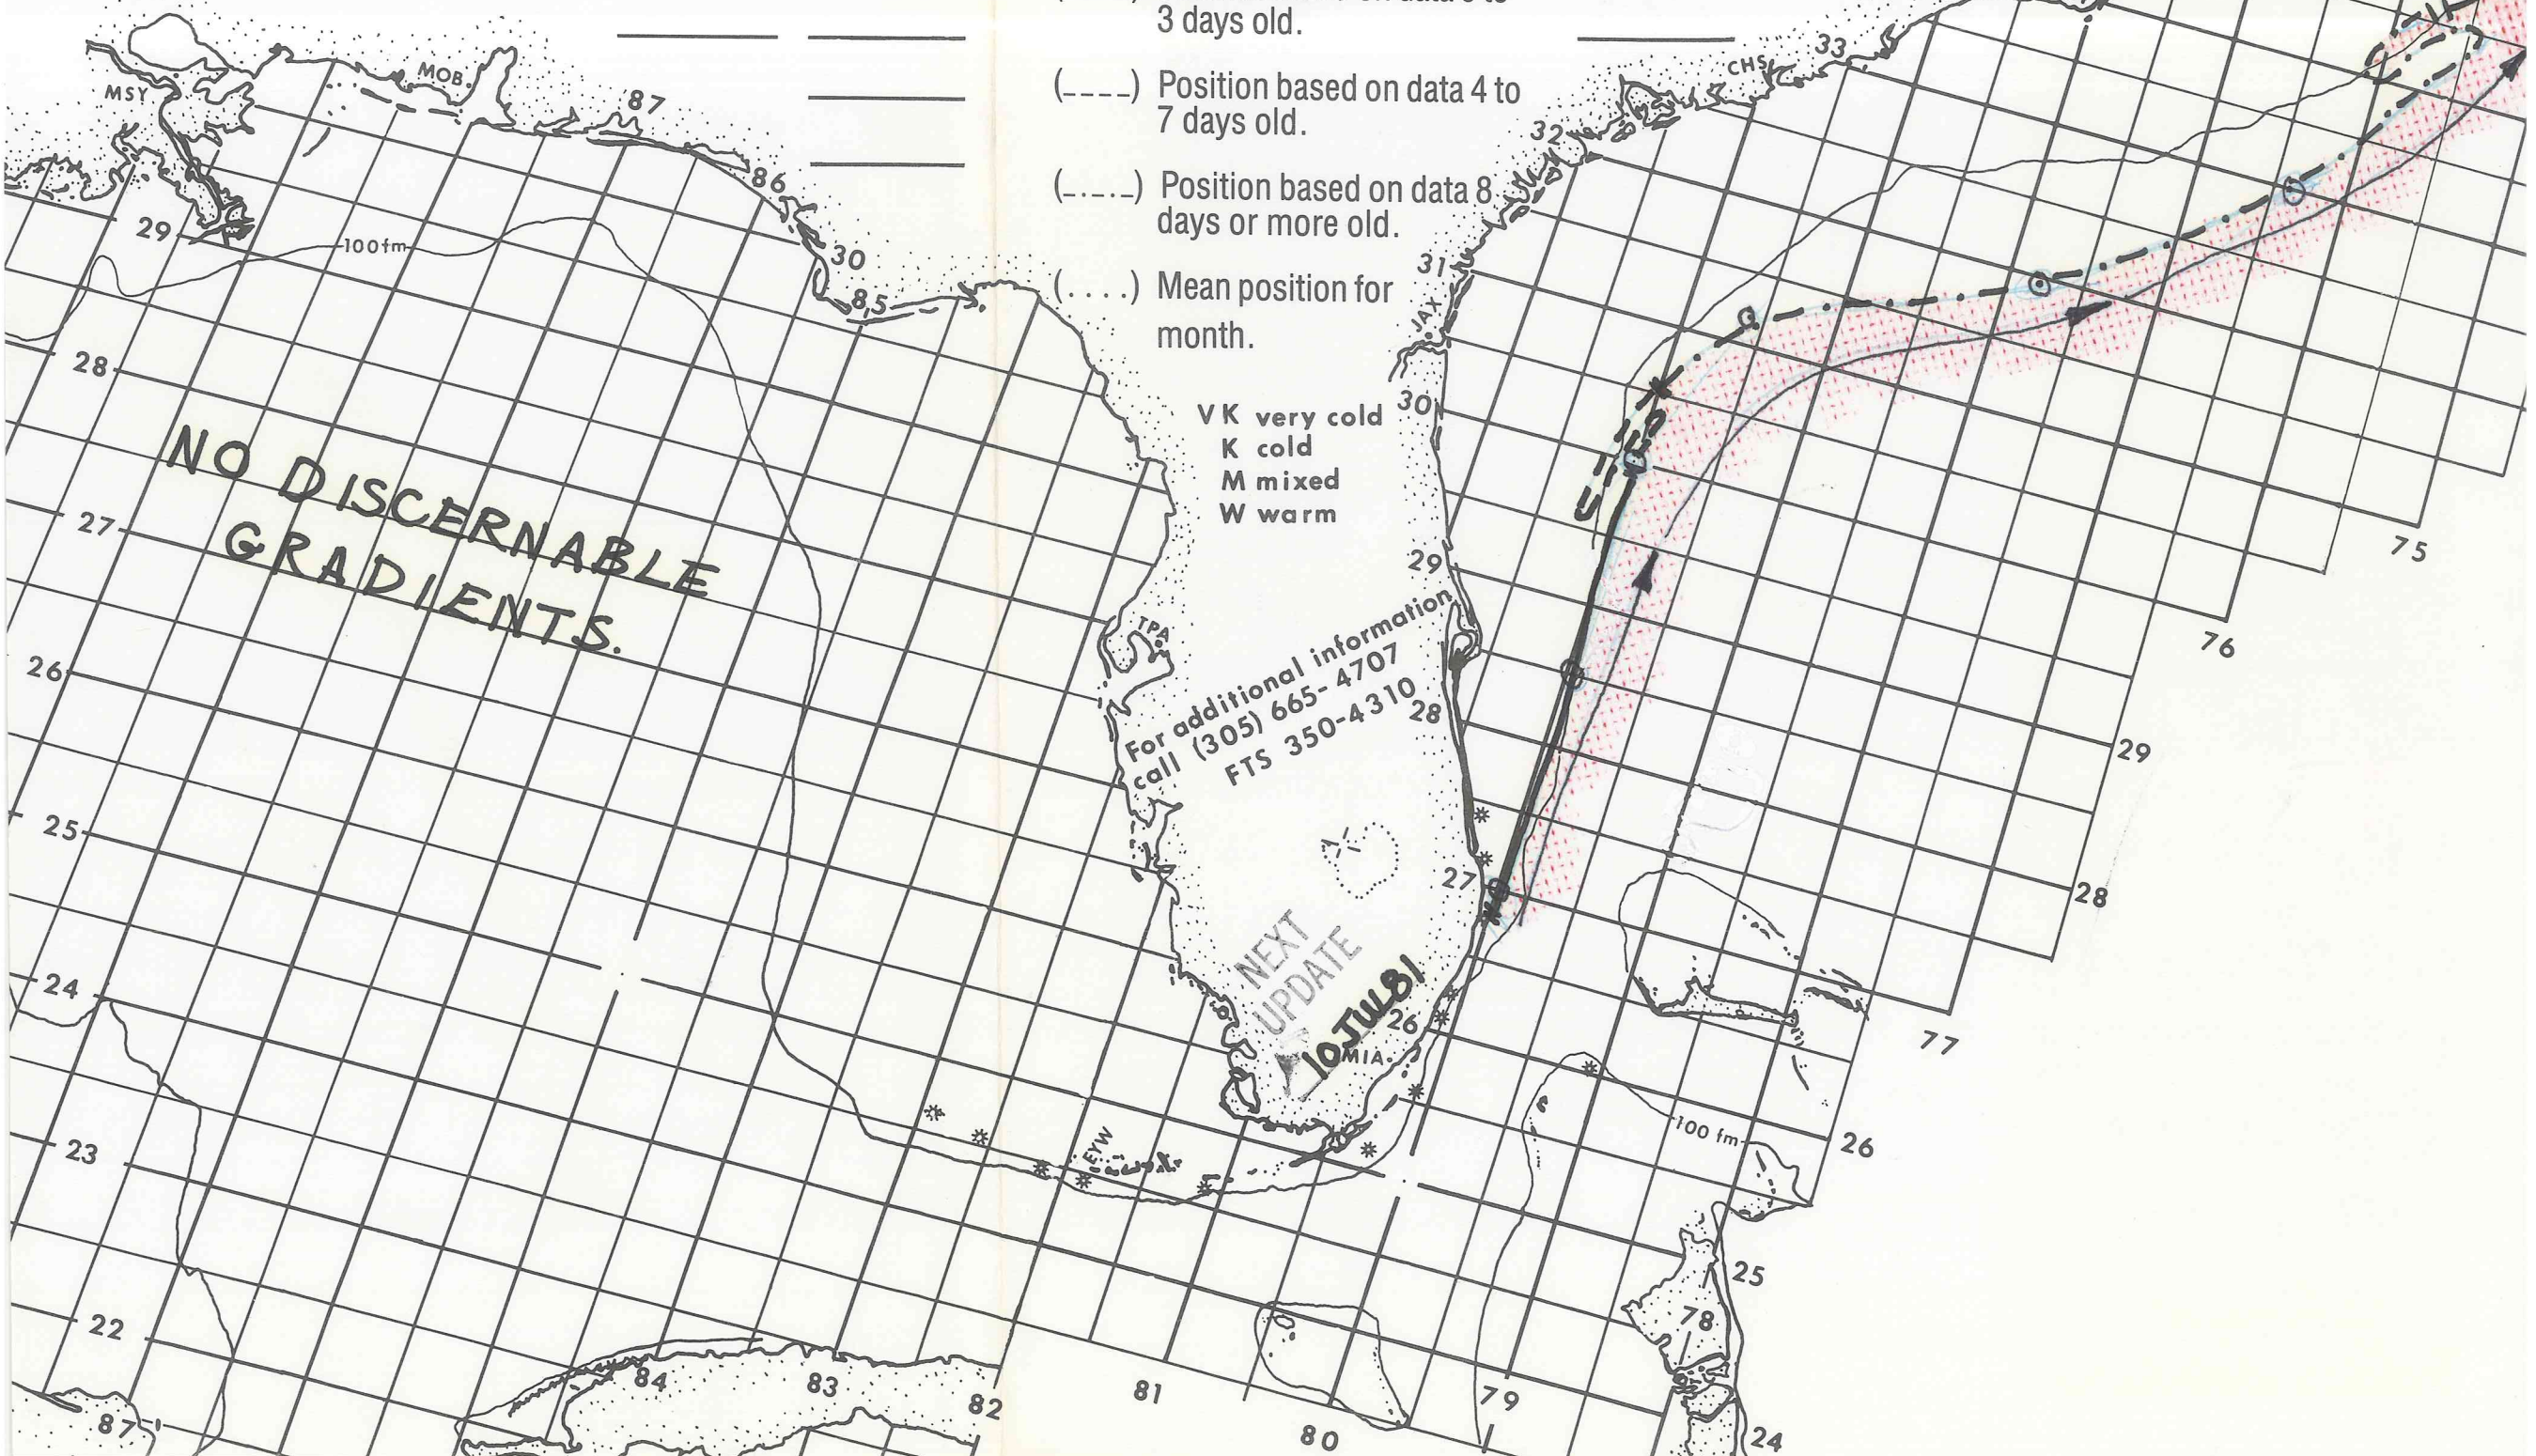 3 days old.
(____) Position based on data 4 to
7 days old.
(_._._) Position based on data 8
days or more old.
(....) Mean position for
month.
VK very cold
K cold
M mixed
W warm
For additional information
call (305) 665-4707
FTS 350-4310
NEXT
UPDATE
10 JUL 81
NO DISCERNABLE
GRADIENTS.
MSY
MOB.
CHS
JAX
TPA
MIA.
EYW
100fm
100 fm
87
86
30
85
29
28
27
26
25
24
23
22
87
84
83
82
81
80
79
78
24
25
26
77
28
29
76
75
33
32
31
30
29
28
27
26